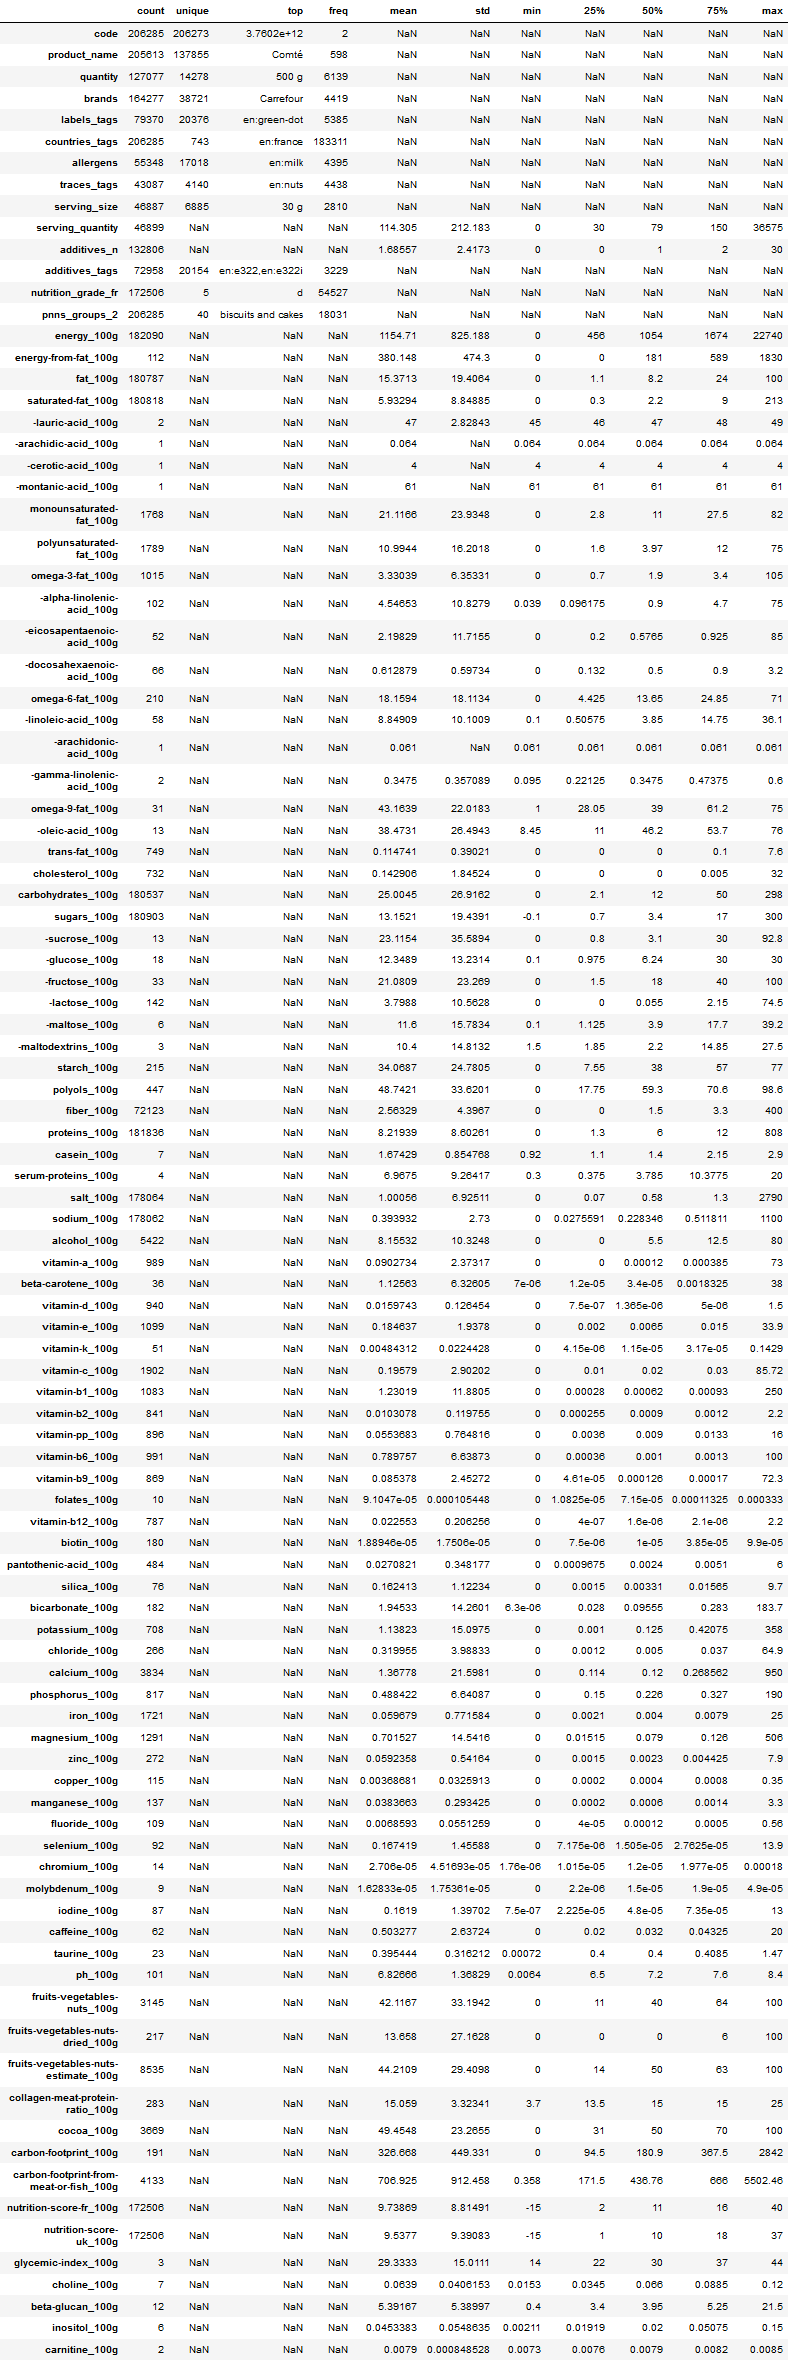 count unique top freq mean std min 25% 50% 75% max
code 206285 206273 3.7602e+12 2 NaN NaN NaN NaN NaN NaN NaN
product_name 205613 137855 Comté 598 NaN NaN NaN NaN NaN NaN NaN
quantity 127077 14278 500 g 6139 NaN NaN NaN NaN NaN NaN NaN
brands 164277 38721 Carrefour 4419 NaN NaN NaN NaN NaN NaN NaN
labels_tags 79370 20376 en:green-dot 5385 NaN NaN NaN NaN NaN NaN NaN
countries_tags 206285 743 en:france 183311 NaN NaN NaN NaN NaN NaN NaN
allergens 55348 17018 en:milk 4395 NaN NaN NaN NaN NaN NaN NaN
traces_tags 43087 4140 en:nuts 4438 NaN NaN NaN NaN NaN NaN NaN
serving_size 46887 6885 30 g 2810 NaN NaN NaN NaN NaN NaN NaN
serving_quantity 46899 NaN NaN NaN 114.305 212.183 0 30 79 150 36575
additives_n 132806 NaN NaN NaN 1.68557 2.4173 0 0 1 2 30
additives_tags 72958 20154 en:e322,en:e322i 3229 NaN NaN NaN NaN NaN NaN NaN
nutrition_grade_fr 172506 5 d 54527 NaN NaN NaN NaN NaN NaN NaN
pnns_groups_2 206285 40 biscuits and cakes 18031 NaN NaN NaN NaN NaN NaN NaN
energy_100g 182090 NaN NaN NaN 1154.71 825.188 0 456 1054 1674 22740
energy-from-fat_100g 112 NaN NaN NaN 380.148 474.3 0 0 181 589 1830
fat_100g 180787 NaN NaN NaN 15.3713 19.4064 0 1.1 8.2 24 100
saturated-fat_100g 180818 NaN NaN NaN 5.93294 8.84885 0 0.3 2.2 9 213
-lauric-acid_100g 2 NaN NaN NaN 47 2.82843 45 46 47 48 49
-arachidic-acid_100g 1 NaN NaN NaN 0.064 NaN 0.064 0.064 0.064 0.064 0.064
-cerotic-acid_100g 1 NaN NaN NaN 4 NaN 4 4 4 4 4
-montanic-acid_100g 1 NaN NaN NaN 61 NaN 61 61 61 61 61
monounsaturated-
fat_100g 1768 NaN NaN NaN 21.1166 23.9348 0 2.8 11 27.5 82
polyunsaturated-
fat_100g 1789 NaN NaN NaN 10.9944 16.2018 0 1.6 3.97 12 75
omega-3-fat_100g 1015 NaN NaN NaN 3.33039 6.35331 0 0.7 1.9 3.4 105
-alpha-linolenic-
acid_100g 102 NaN NaN NaN 4.54653 10.8279 0.039 0.096175 0.9 4.7 75
-eicosapentaenoic-
acid_100g 52 NaN NaN NaN 2.19829 11.7155 0 0.2 0.5765 0.925 85
-docosahexaenoic-
acid_100g 66 NaN NaN NaN 0.612879 0.59734 0 0.132 0.5 0.9 3.2
omega-6-fat_100g 210 NaN NaN NaN 18.1594 18.1134 0 4.425 13.65 24.85 71
-linoleic-acid_100g 58 NaN NaN NaN 8.84909 10.1009 0.1 0.50575 3.85 14.75 36.1
-arachidonic-
acid_100g 1 NaN NaN NaN 0.061 NaN 0.061 0.061 0.061 0.061 0.061
-gamma-linolenic-
acid_100g 2 NaN NaN NaN 0.3475 0.357089 0.095 0.22125 0.3475 0.47375 0.6
omega-9-fat_100g 31 NaN NaN NaN 43.1639 22.0183 1 28.05 39 61.2 75
-oleic-acid_100g 13 NaN NaN NaN 38.4731 26.4943 8.45 11 46.2 53.7 76
trans-fat_100g 749 NaN NaN NaN 0.114741 0.39021 0 0 0 0.1 7.6
cholesterol_100g 732 NaN NaN NaN 0.142906 1.84524 0 0 0 0.005 32
carbohydrates_100g 180537 NaN NaN NaN 25.0045 26.9162 0 2.1 12 50 298
sugars_100g 180903 NaN NaN NaN 13.1521 19.4391 -0.1 0.7 3.4 17 300
-sucrose_100g 13 NaN NaN NaN 23.1154 35.5894 0 0.8 3.1 30 92.8
-glucose_100g 18 NaN NaN NaN 12.3489 13.2314 0.1 0.975 6.24 30 30
-fructose_100g 33 NaN NaN NaN 21.0809 23.269 0 1.5 18 40 100
-lactose_100g 142 NaN NaN NaN 3.7988 10.5628 0 0 0.055 2.15 74.5
-maltose_100g 6 NaN NaN NaN 11.6 15.7834 0.1 1.125 3.9 17.7 39.2
-maltodextrins_100g 3 NaN NaN NaN 10.4 14.8132 1.5 1.85 2.2 14.85 27.5
starch_100g 215 NaN NaN NaN 34.0687 24.7805 0 7.55 38 57 77
polyols_100g 447 NaN NaN NaN 48.7421 33.6201 0 17.75 59.3 70.6 98.6
fiber_100g 72123 NaN NaN NaN 2.56329 4.3967 0 0 1.5 3.3 400
proteins_100g 181836 NaN NaN NaN 8.21939 8.60261 0 1.3 6 12 808
casein_100g 7 NaN NaN NaN 1.67429 0.854768 0.92 1.1 1.4 2.15 2.9
serum-proteins_100g 4 NaN NaN NaN 6.9675 9.26417 0.3 0.375 3.785 10.3775 20
salt_100g 178064 NaN NaN NaN 1.00056 6.92511 0 0.07 0.58 1.3 2790
sodium_100g 178062 NaN NaN NaN 0.393932 2.73 0 0.0275591 0.228346 0.511811 1100
alcohol_100g 5422 NaN NaN NaN 8.15532 10.3248 0 0 5.5 12.5 80
vitamin-a_100g 989 NaN NaN NaN 0.0902734 2.37317 0 0 0.00012 0.000385 73
beta-carotene_100g 36 NaN NaN NaN 1.12563 6.32605 7e-06 1.2e-05 3.4e-05 0.0018325 38
vitamin-d_100g 940 NaN NaN NaN 0.0159743 0.126454 0 7.5e-07 1.365e-06 5e-06 1.5
vitamin-e_100g 1099 NaN NaN NaN 0.184637 1.9378 0 0.002 0.0065 0.015 33.9
vitamin-k_100g 51 NaN NaN NaN 0.00484312 0.0224428 0 4.15e-06 1.15e-05 3.17e-05 0.1429
vitamin-c_100g 1902 NaN NaN NaN 0.19579 2.90202 0 0.01 0.02 0.03 85.72
vitamin-b1_100g 1083 NaN NaN NaN 1.23019 11.8805 0 0.00028 0.00062 0.00093 250
vitamin-b2_100g 841 NaN NaN NaN 0.0103078 0.119755 0 0.000255 0.0009 0.0012 2.2
vitamin-pp_100g 896 NaN NaN NaN 0.0553683 0.764816 0 0.0036 0.009 0.0133 16
vitamin-b6_100g 991 NaN NaN NaN 0.789757 6.63873 0 0.00036 0.001 0.0013 100
vitamin-b9_100g 869 NaN NaN NaN 0.085378 2.45272 0 4.61e-05 0.000126 0.00017 72.3
folates_100g 10 NaN NaN NaN 9.1047e-05 0.000105448 0 1.0825e-05 7.15e-05 0.00011325 0.000333
vitamin-b12_100g 787 NaN NaN NaN 0.022553 0.206256 0 4e-07 1.6e-06 2.1e-06 2.2
biotin_100g 180 NaN NaN NaN 1.88946e-05 1.7506e-05 0 7.5e-06 1e-05 3.85e-05 9.9e-05
pantothenic-acid_100g 484 NaN NaN NaN 0.0270821 0.348177 0 0.0009675 0.0024 0.0051 6
silica_100g 76 NaN NaN NaN 0.162413 1.12234 0 0.0015 0.00331 0.01565 9.7
bicarbonate_100g 182 NaN NaN NaN 1.94533 14.2601 6.3e-06 0.028 0.09555 0.283 183.7
potassium_100g 708 NaN NaN NaN 1.13823 15.0975 0 0.001 0.125 0.42075 358
chloride_100g 266 NaN NaN NaN 0.319955 3.98833 0 0.0012 0.005 0.037 64.9
calcium_100g 3834 NaN NaN NaN 1.36778 21.5981 0 0.114 0.12 0.268562 950
phosphorus_100g 817 NaN NaN NaN 0.488422 6.64087 0 0.15 0.226 0.327 190
iron_100g 1721 NaN NaN NaN 0.059679 0.771584 0 0.0021 0.004 0.0079 25
magnesium_100g 1291 NaN NaN NaN 0.701527 14.5416 0 0.01515 0.079 0.126 506
zinc_100g 272 NaN NaN NaN 0.0592358 0.54164 0 0.0015 0.0023 0.004425 7.9
copper_100g 115 NaN NaN NaN 0.00368681 0.0325913 0 0.0002 0.0004 0.0008 0.35
manganese_100g 137 NaN NaN NaN 0.0383663 0.293425 0 0.0002 0.0006 0.0014 3.3
fluoride_100g 109 NaN NaN NaN 0.0068593 0.0551259 0 4e-05 0.00012 0.0005 0.56
selenium_100g 92 NaN NaN NaN 0.167419 1.45588 0 7.175e-06 1.505e-05 2.7625e-05 13.9
chromium_100g 14 NaN NaN NaN 2.706e-05 4.51693e-05 1.76e-06 1.015e-05 1.2e-05 1.977e-05 0.00018
molybdenum_100g 9 NaN NaN NaN 1.62833e-05 1.75361e-05 0 2.2e-06 1.5e-05 1.9e-05 4.9e-05
iodine_100g 87 NaN NaN NaN 0.1619 1.39702 7.5e-07 2.225e-05 4.8e-05 7.35e-05 13
caffeine_100g 62 NaN NaN NaN 0.503277 2.63724 0 0.02 0.032 0.04325 20
taurine_100g 23 NaN NaN NaN 0.395444 0.316212 0.00072 0.4 0.4 0.4085 1.47
ph_100g 101 NaN NaN NaN 6.82666 1.36829 0.0064 6.5 7.2 7.6 8.4
fruits-vegetables-
nuts_100g 3145 NaN NaN NaN 42.1167 33.1942 0 11 40 64 100
fruits-vegetables-nuts-
dried_100g 217 NaN NaN NaN 13.658 27.1628 0 0 0 6 100
fruits-vegetables-nuts-
estimate_100g 8535 NaN NaN NaN 44.2109 29.4098 0 14 50 63 100
collagen-meat-protein-
ratio_100g 283 NaN NaN NaN 15.059 3.32341 3.7 13.5 15 15 25
cocoa_100g 3669 NaN NaN NaN 49.4548 23.2655 0 31 50 70 100
carbon-footprint_100g 191 NaN NaN NaN 326.668 449.331 0 94.5 180.9 367.5 2842
carbon-footprint-from-
meat-or-fish_100g 4133 NaN NaN NaN 706.925 912.458 0.358 171.5 436.76 666 5502.46
nutrition-score-fr_100g 172506 NaN NaN NaN 9.73869 8.81491 -15 2 11 16 40
nutrition-score-
uk_100g 172506 NaN NaN NaN 9.5377 9.39083 -15 1 10 18 37
glycemic-index_100g 3 NaN NaN NaN 29.3333 15.0111 14 22 30 37 44
choline_100g 7 NaN NaN NaN 0.0639 0.0406153 0.0153 0.0345 0.066 0.0885 0.12
beta-glucan_100g 12 NaN NaN NaN 5.39167 5.38997 0.4 3.4 3.95 5.25 21.5
inositol_100g 6 NaN NaN NaN 0.0453383 0.0548635 0.00211 0.01919 0.02 0.05075 0.15
carnitine_100g 2 NaN NaN NaN 0.0079 0.000848528 0.0073 0.0076 0.0079 0.0082 0.0085